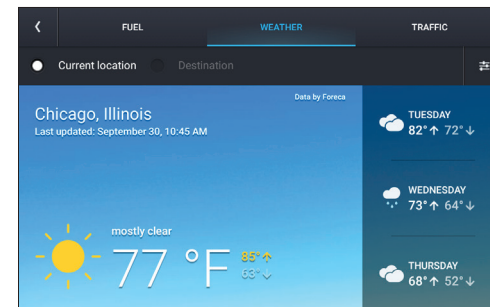 FUEL
WEATHER
TRAFFIC
Current location
Destination
Data by Foreca
Chicago, Illinois
Last updated: September 30, 10:45 AM
mostly clear
77 °F
85°↑
63°↓
TUESDAY
82°↑ 72°↓
WEDNESDAY
73°↑ 64°↓
THURSDAY
68°↑ 52°↓